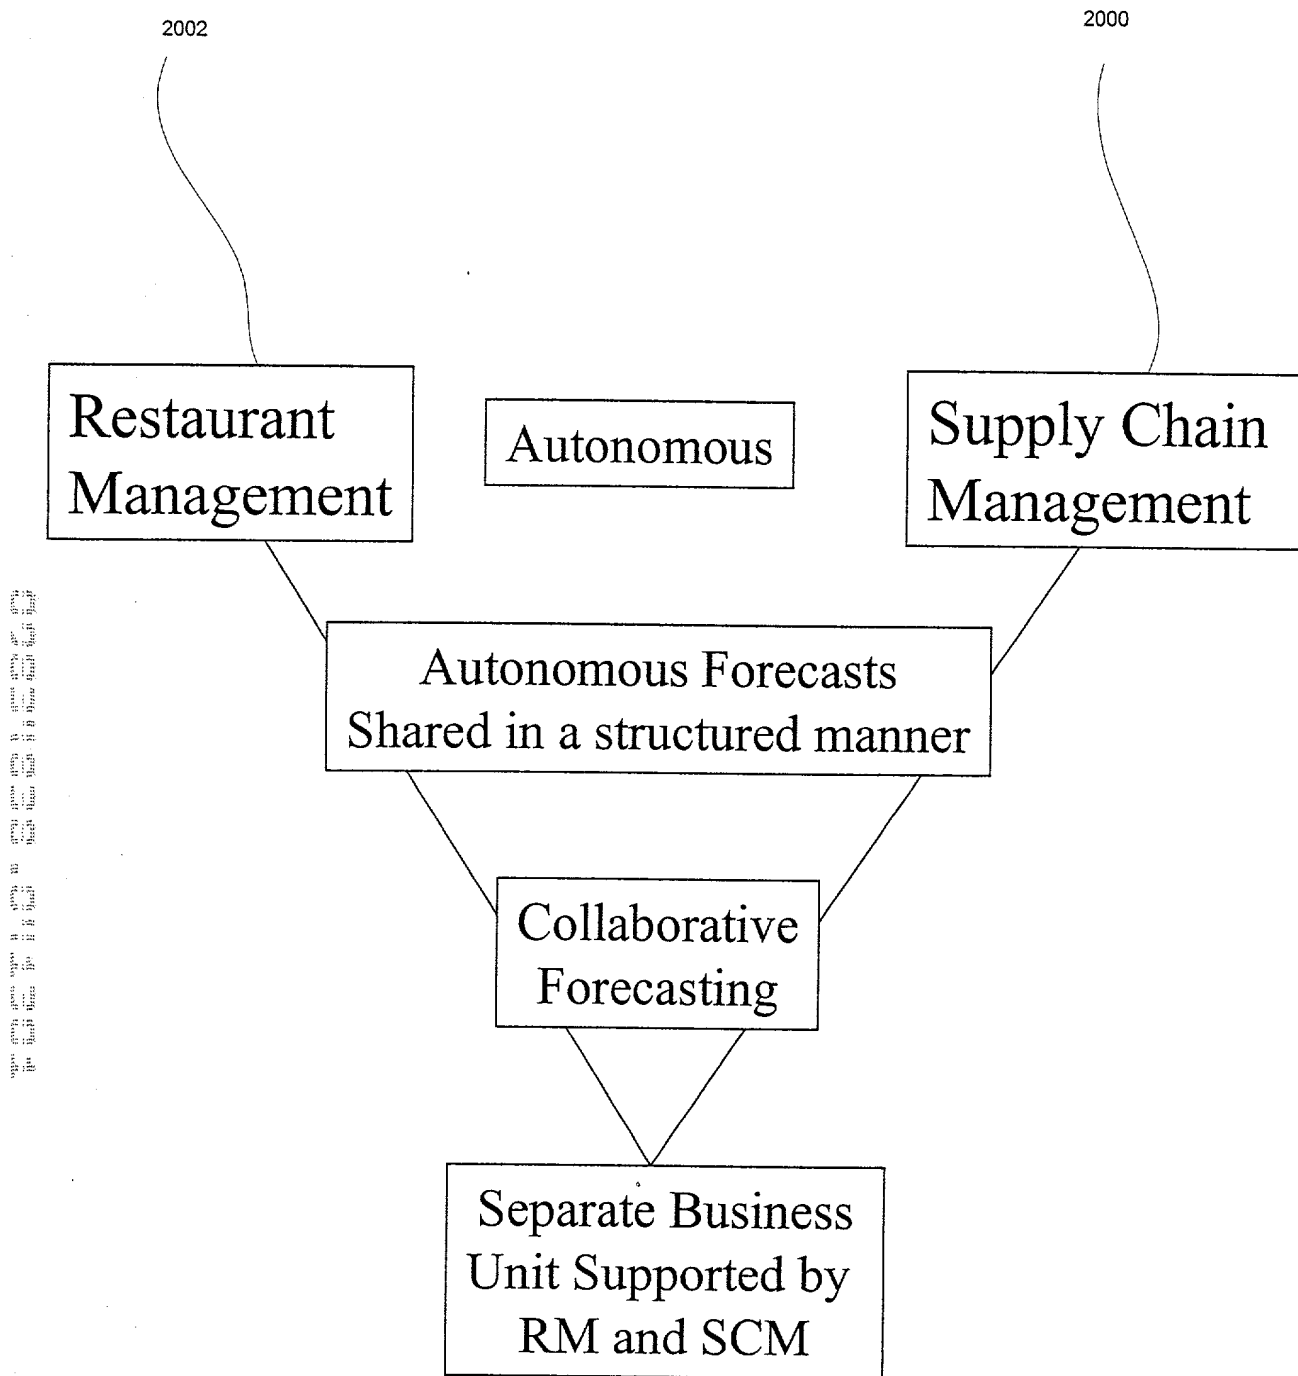 2002
2000
Restaurant
Management
Autonomous
Supply Chain
Management
Autonomous Forecasts
Shared in a structured manner
Collaborative
Forecasting
Separate Business
Unit Supported by
RM and SCM